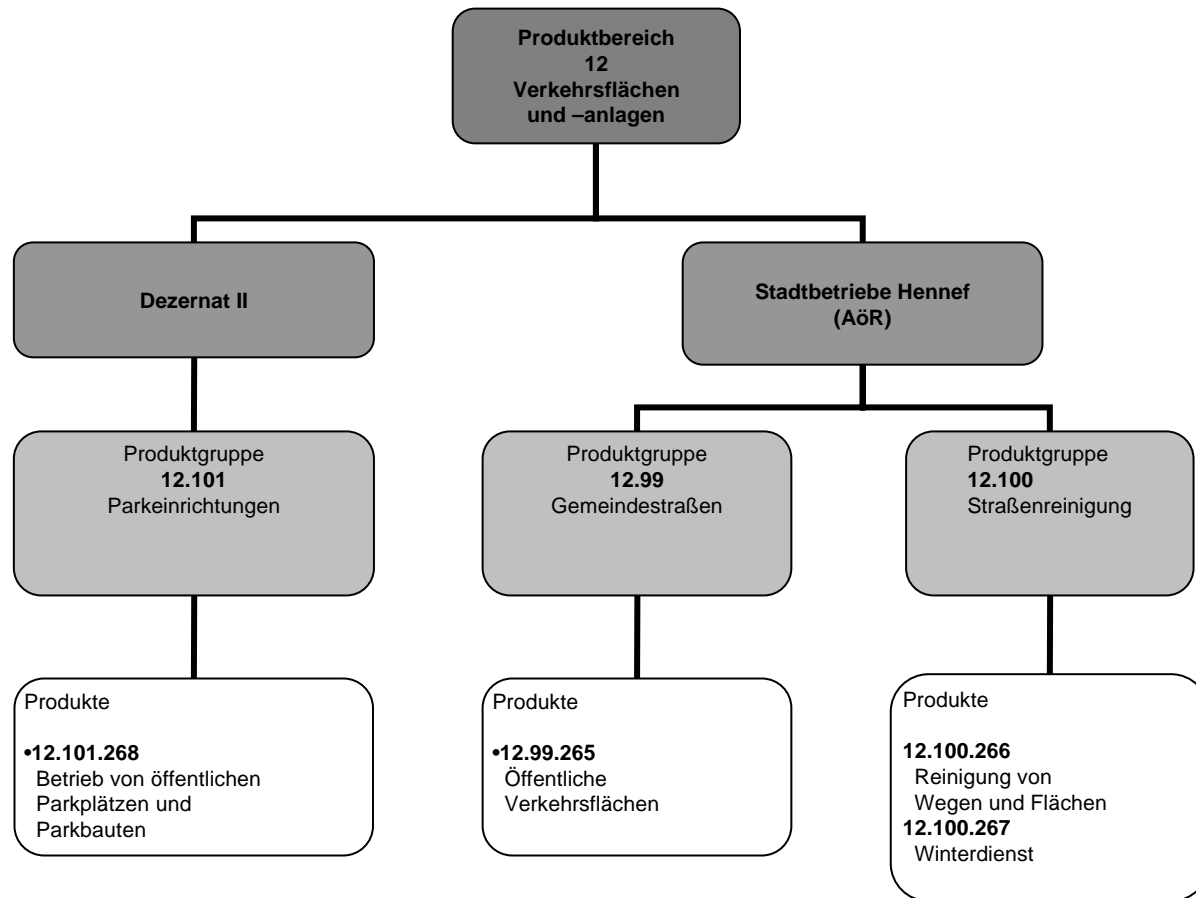 Produktbereich
12
Verkehrsflächen
und –anlagen
Dezernat II
Stadtbetriebe Hennef
(AöR)
Produktgruppe
12.101
Parkeinrichtungen
Produktgruppe
12.99
Gemeindestraßen
Produktgruppe
12.100
Straßenreinigung
Produkte
•12.101.268
Betrieb von öffentlichen
Parkplätzen und
Parkbauten
Produkte
•12.99.265
Öffentliche
Verkehrsflächen
Produkte
12.100.266
Reinigung von
Wegen und Flächen
12.100.267
Winterdienst